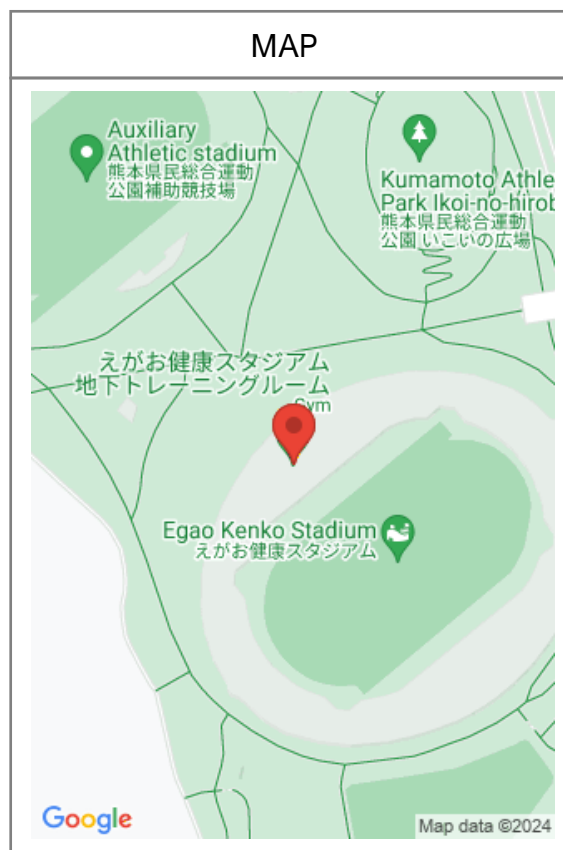 MAP
Auxiliary
Athletic stadium
熊本県民総合運動
公園補助競技場
Kumamoto Athle
Park Ikoi-no-hirob
熊本県民総合運動
公園 いこいの広場
えがお健康スタジアム
地下トレーニングルーム
Gym
Egao Kenko Stadium
えがお健康スタジアム
Google
Map data ©2024